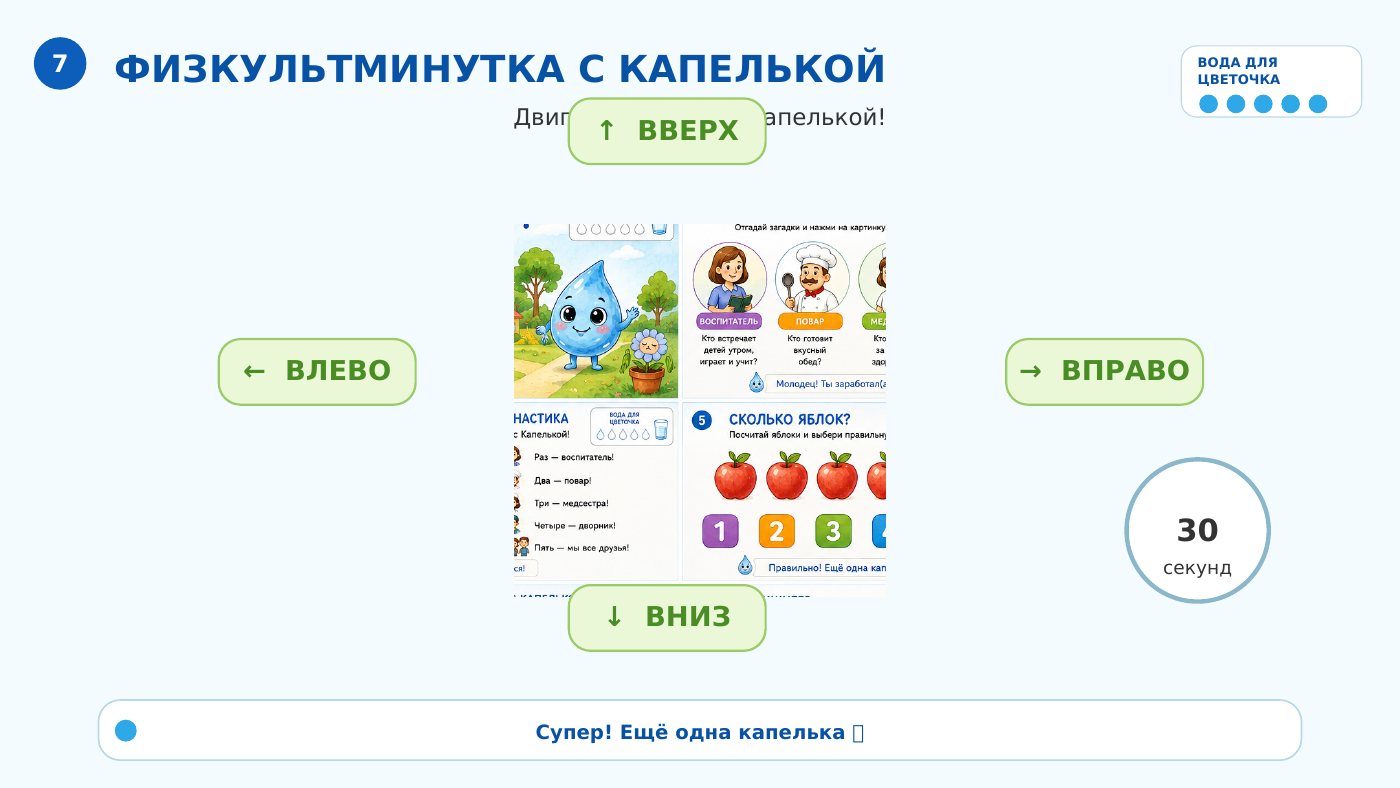 7
ФИЗКУЛЬТМИНУТКА С КАПЕЛЬКОЙ
ВОДА ДЛЯ
ЦВЕТОЧКА
апелькой!
↑ ВВЕРХ
Отгадай загадки и нажми на картинку
ВОСПИТАТЕЛЬ
ПОВАР
Кто встречает
детей утром,
играет и учит?
Кто готовит
вкусный
обед?
Кто
за
Молодец! Ты заработал(а
← ВЛЕВО
→ ВПРАВО
НАСТИКА
с Капелькой!
ВОДА ДЛЯ
ЦВЕТОЧКА
Раз — воспитатель!
Два — повар!
Три — медсестра!
Четыре — дворник!
Пять — мы все друзья!
5
СКОЛЬКО ЯБЛОК?
Посчитай яблоки и выбери правильну
1
2
3
Правильно! Ещё одна кап
30
секунд
↓ ВНИЗ
Супер! Ещё одна капелька